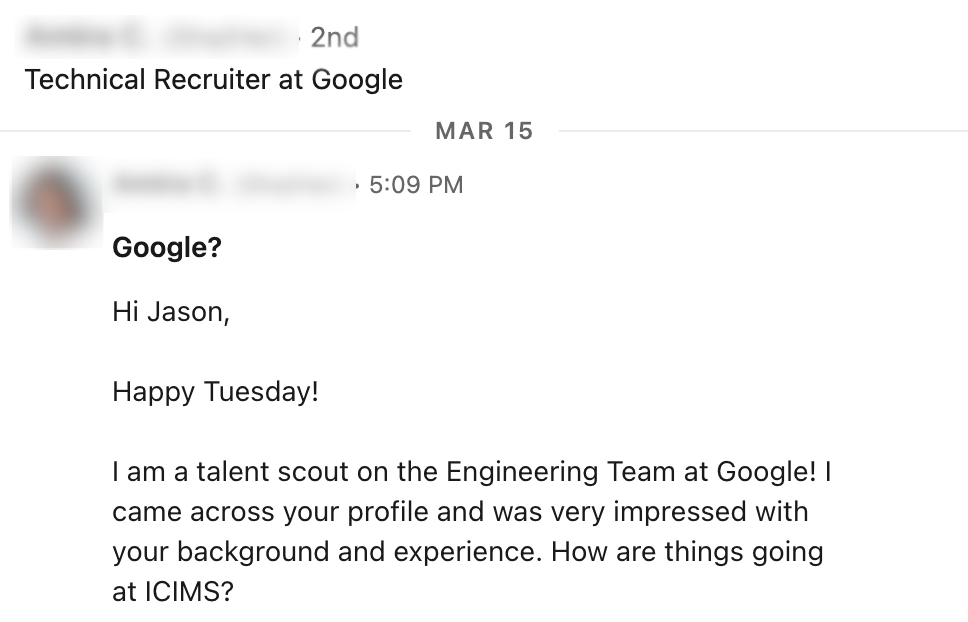 · 2nd
Technical Recruiter at Google
MAR 15
· 5:09 PM
Google?
Hi Jason,
Happy Tuesday!
I am a talent scout on the Engineering Team at Google! I
came across your profile and was very impressed with
your background and experience. How are things going
at ICIMS?